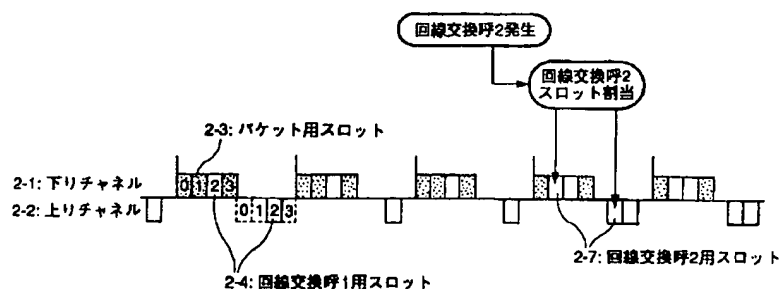 回線交換呼2発生
回線交換呼2
スロット割当
2-3: パケット用スロット
2-1: 下りチャネル
0 1 2 3
2-2: 上りチャネル
0 1 2 3
2-7: 回線交換呼2用スロット
2-4: 回線交換呼1用スロット